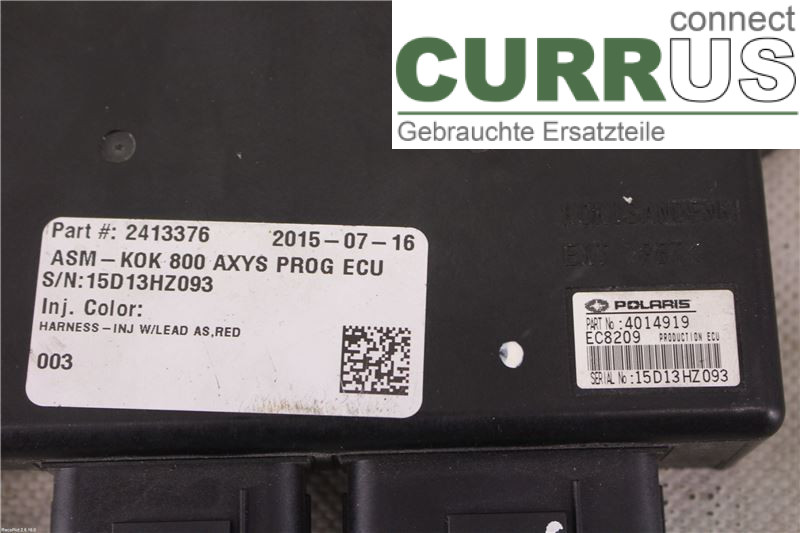 connect
CURRUS
Gebrauchte Ersatzteile
Part #: 2413376 2015-07-16
ASM-KOK 800 AXYS PROG ECU
S/N:15D13HZ093
Inj. Color:
HARNESS-INJ W/LEAD AS,RED
003
POLARIS
PART No :4014919
EC8209 PRODUCTION ECU
SERIAL No :15D13HZ093